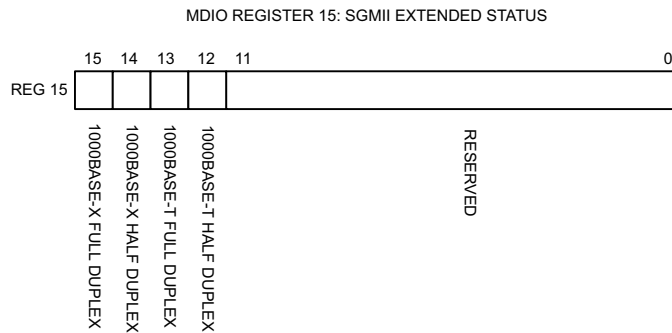 MDIO REGISTER 15: SGMII EXTENDED STATUS
15 14 13 12 11 0
REG 15
1000BASE-X FULL DUPLEX
1000BASE-X HALF DUPLEX
1000BASE-T FULL DUPLEX
1000BASE-T HALF DUPLEX
RESERVED